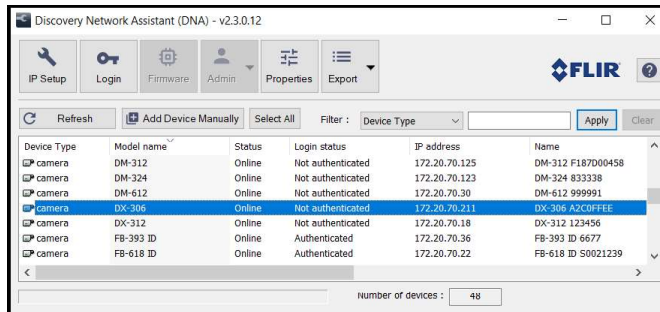 Discovery Network Assistant (DNA) - v2.3.0.12
IP Setup Login Firmware Admin Properties Export FLIR
Refresh Add Device Manually Select All Filter : Device Type Apply Clear
Device Type Model name Status Login status IP address Name
camera DM-312 Online Not authenticated 172.20.70.125 DM-312 F187D00458
camera DM-324 Online Not authenticated 172.20.70.123 DM-324 833338
camera DM-612 Online Not authenticated 172.20.70.30 DM-612 999991
camera DX-306 Online Not authenticated 172.20.70.211 DX-306 A2C0FFEE
camera DX-312 Online Not authenticated 172.20.70.18 DX-312 123456
camera FB-393 ID Online Authenticated 172.20.70.36 FB-393 ID 6677
camera FB-618 ID Online Authenticated 172.20.70.22 FB-618 ID S0021239
Number of devices : 48